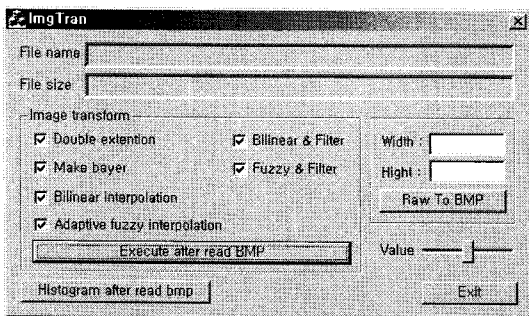 ImgTran
File name
File size
Image transform
Double extention
Bilinear & Filter
Make bayer
Fuzzy & Filter
Bilinear Interpolation
Adaptive fuzzy interpolation
Execute after read BMP
Width :
Hight :
Raw To BMP
Value
Histogram after read bmp
Exit